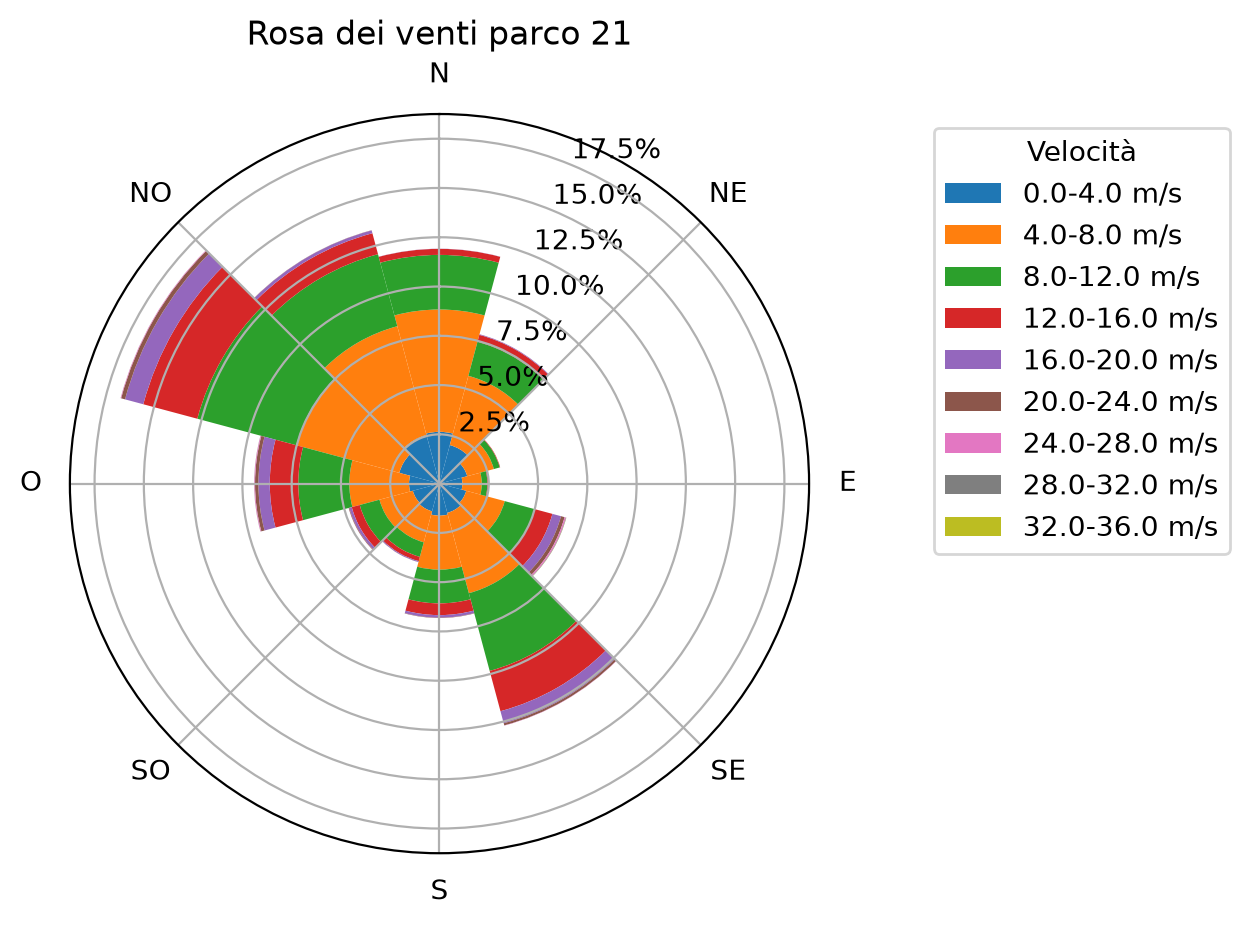 Rosa dei venti parco 21
N
NO
NE
O
E
SO
SE
S
17.5%
15.0%
12.5%
10.0%
7.5%
5.0%
2.5%
Velocità
0.0-4.0 m/s
4.0-8.0 m/s
8.0-12.0 m/s
12.0-16.0 m/s
16.0-20.0 m/s
20.0-24.0 m/s
24.0-28.0 m/s
28.0-32.0 m/s
32.0-36.0 m/s